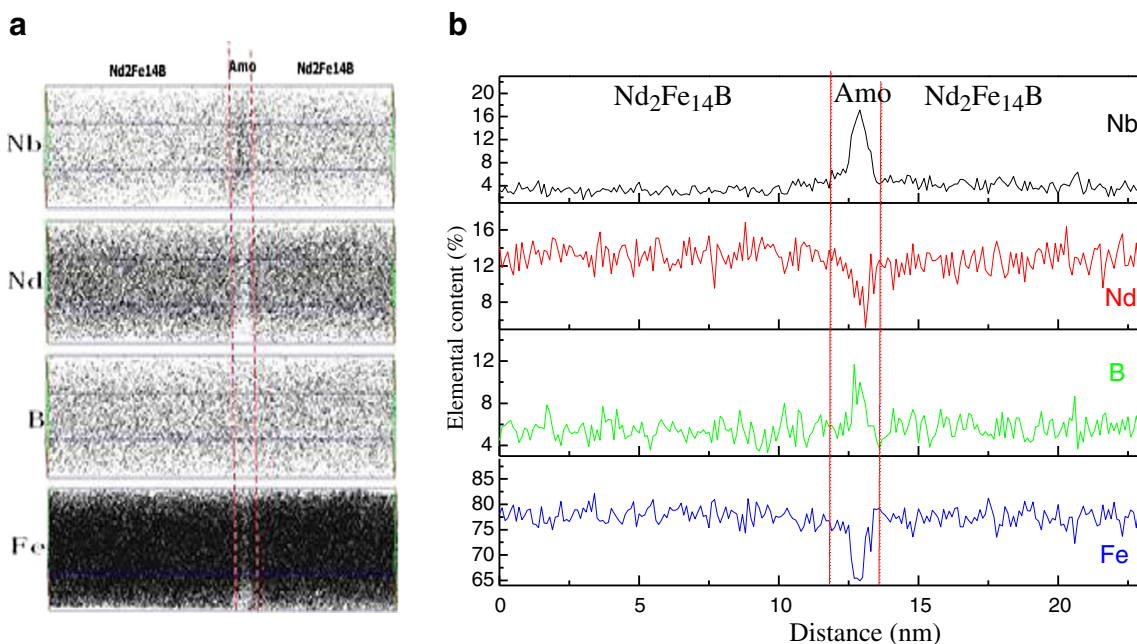 a
Nd2Fe14B Amo Nd2Fe14B
Nb
Nd
B
Fe
b
Elemental content (%)
Nd₂Fe₁₄B Amo Nd₂Fe₁₄B
Nb
20
16
12
8
4
16
12
8
Nd
12
8
4
B
80
75
70
65
Fe
0 5 10 15 20
Distance (nm)